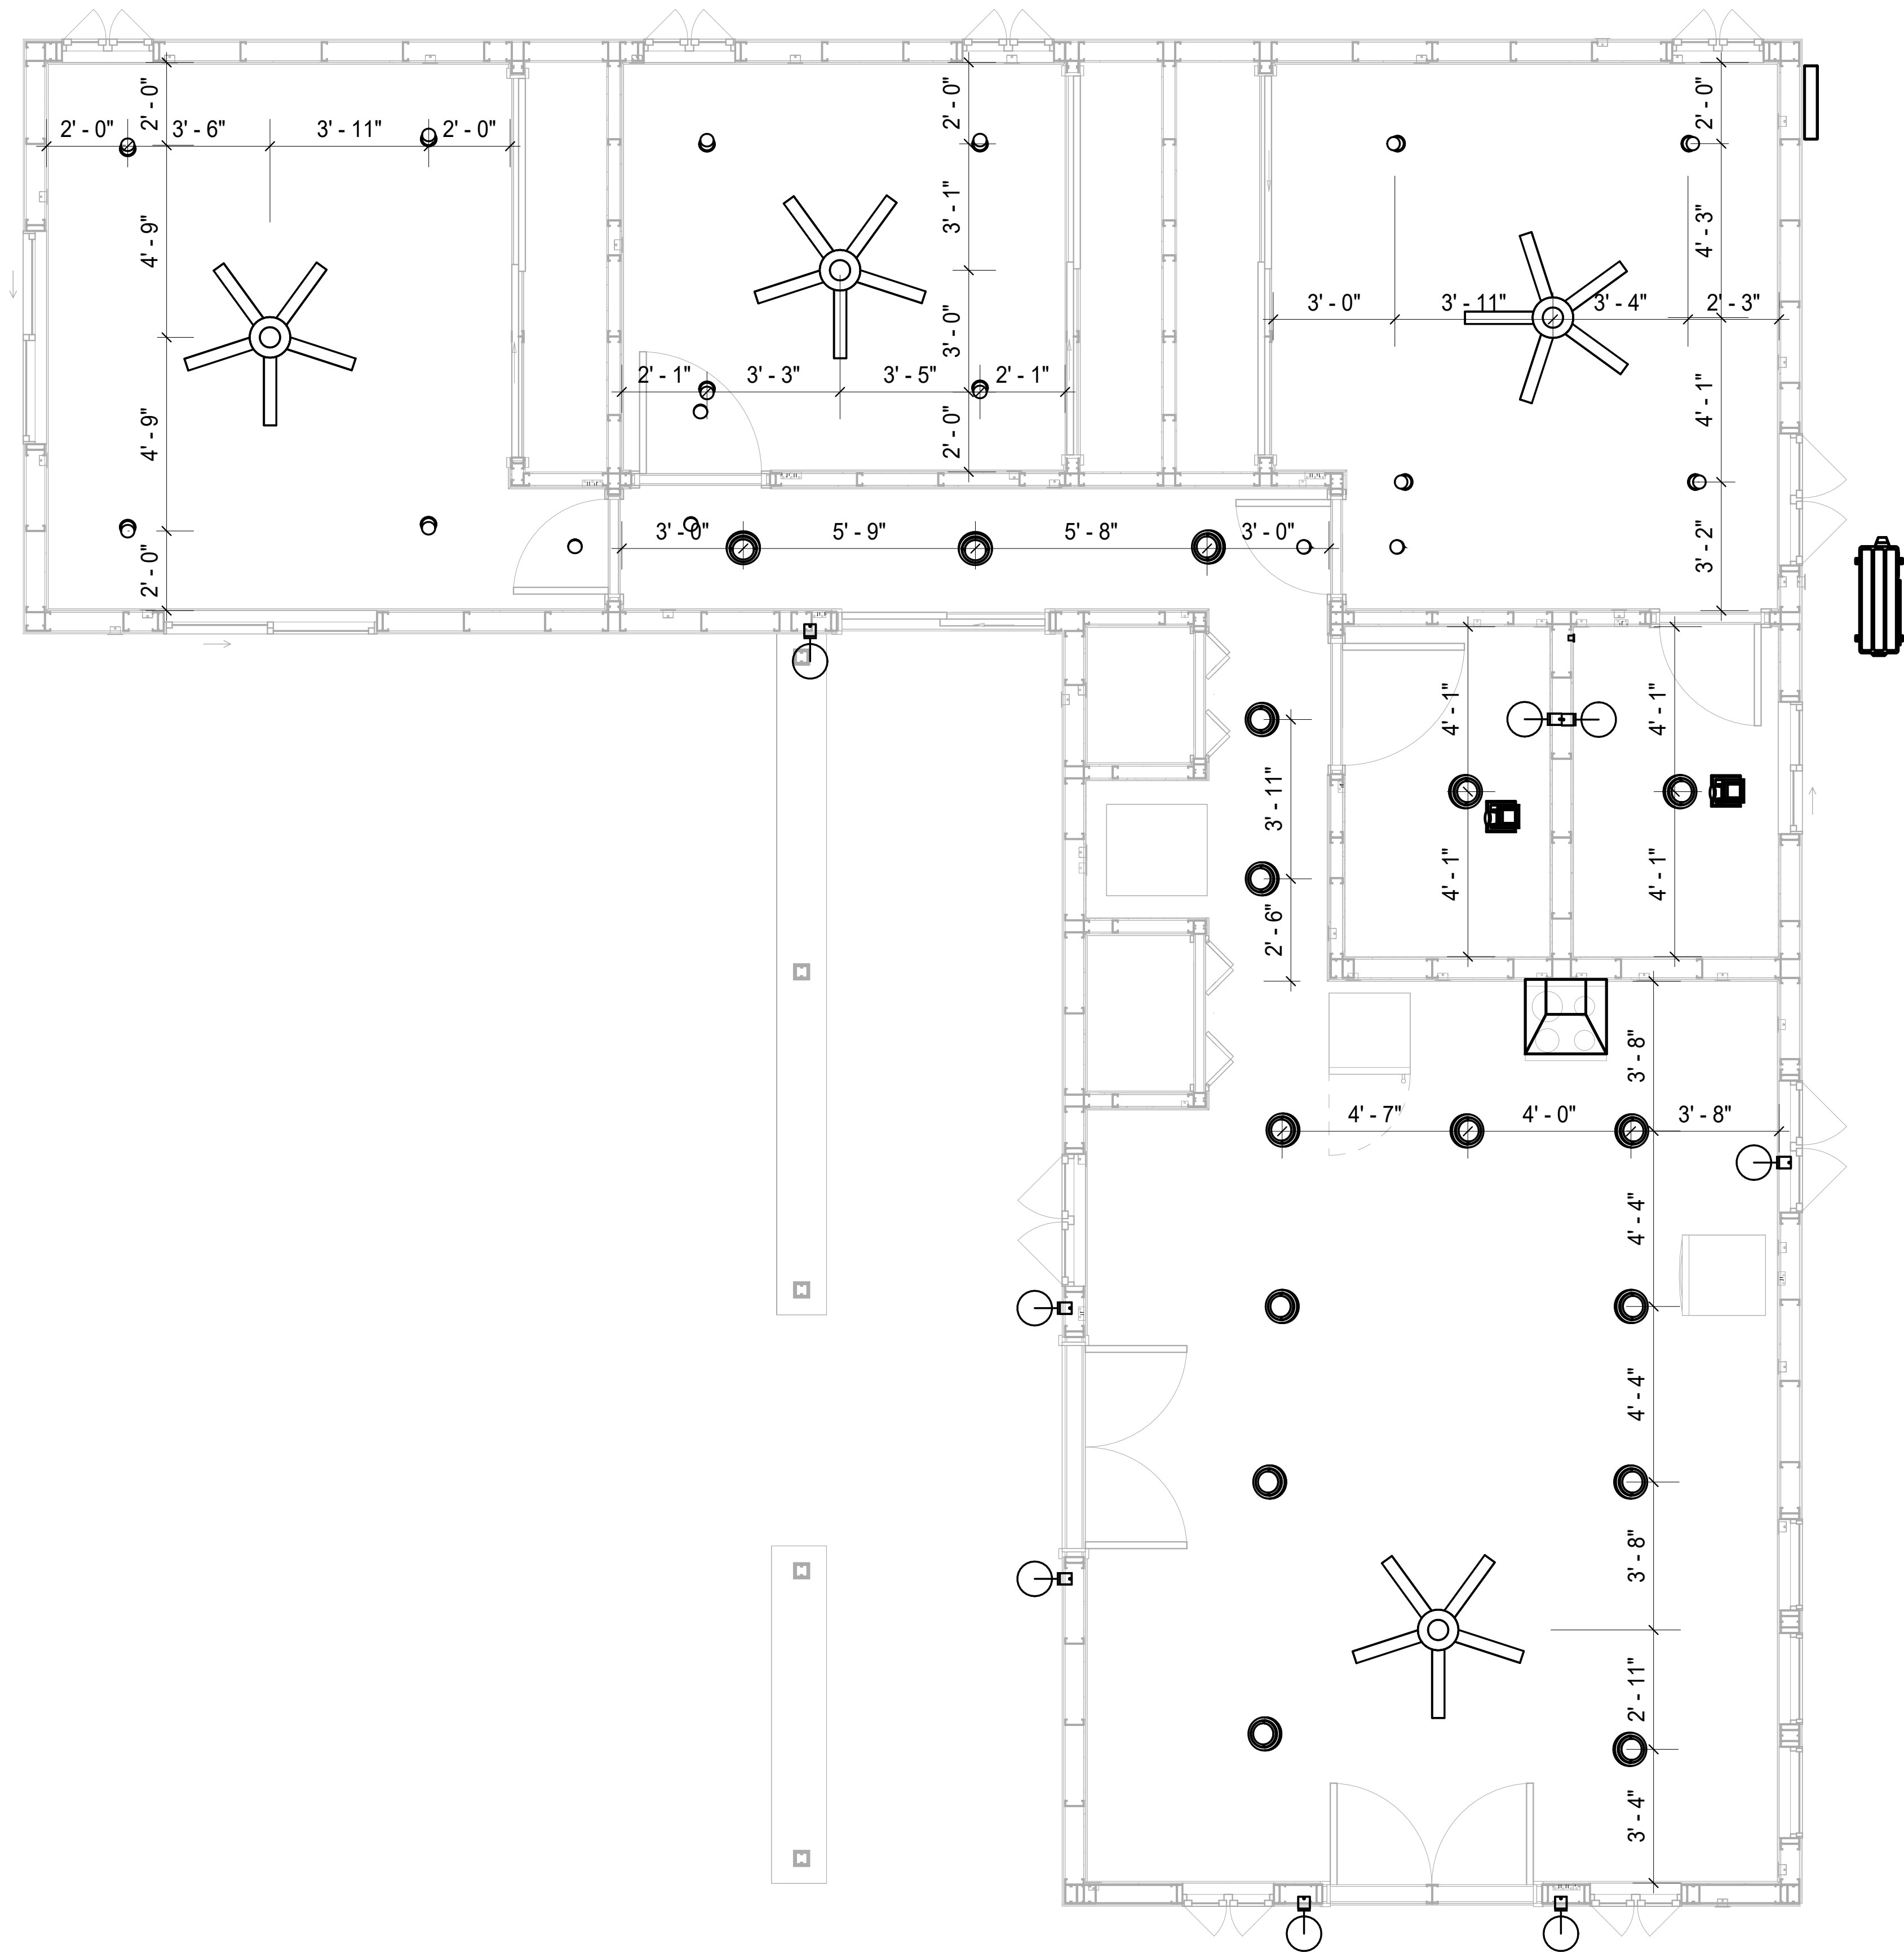 2' - 0"
3' - 6"
3' - 11"
2' - 0"
2' - 0"
4' - 9"
4' - 9"
2' - 0"
2' - 0"
3' - 1"
3' - 0"
2' - 0"
2' - 1"
3' - 3"
3' - 5"
2' - 1"
2' - 0"
4' - 3"
4' - 1"
3' - 2"
3' - 0"
3' - 11"
3' - 4"
2' - 3"
3' - 0"
5' - 9"
5' - 8"
3' - 0"
3' - 11"
2' - 6"
4' - 1"
4' - 1"
4' - 1"
4' - 1"
4' - 7"
4' - 0"
3' - 8"
3' - 8"
4' - 4"
4' - 4"
3' - 8"
2' - 11"
3' - 4"